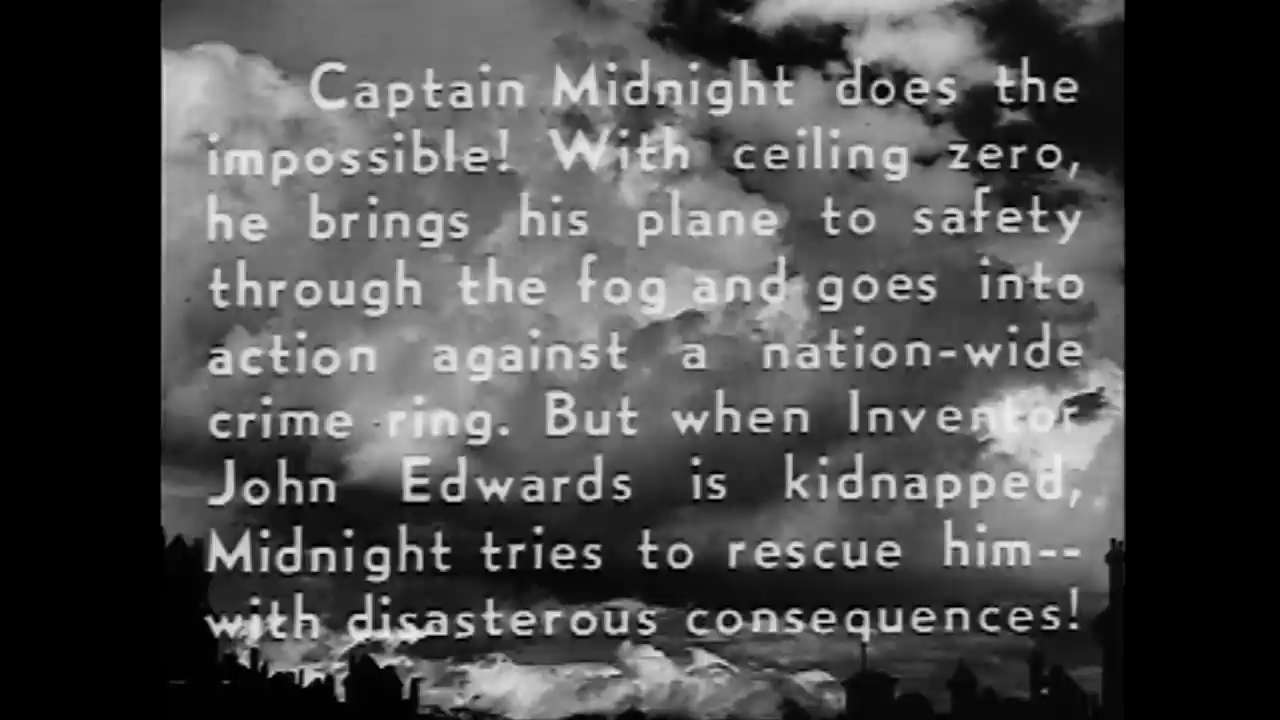 Captain Midnight does the
impossible! With ceiling zero,
he brings his plane to safety
through the fog and goes into
action against a nation-wide
crime ring. But when Inventor
John Edwards is kidnapped,
Midnight tries to rescue him--
with disasterous consequences!